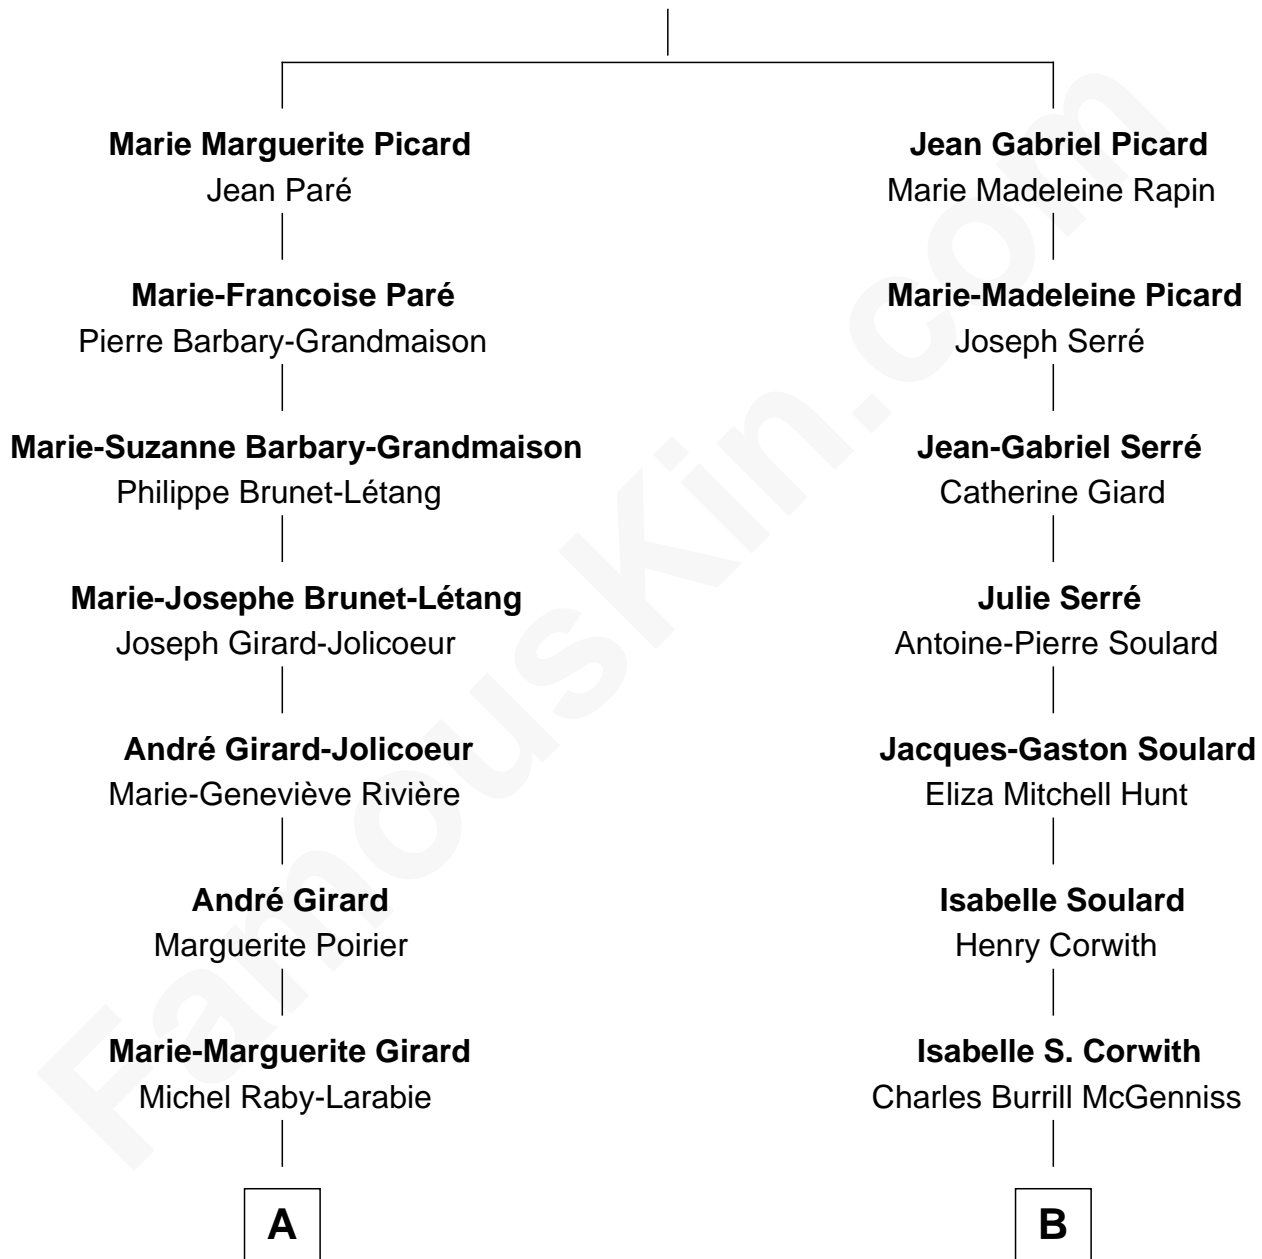 Marie Marguerite Picard
Jean Paré
Marie-Francoise Paré
Pierre Barbary-Grandmaison
Marie-Suzanne Barbary-Grandmaison
Philippe Brunet-Létang
Marie-Josephe Brunet-Létang
Joseph Girard-Jolicoeur
André Girard-Jolicoeur
Marie-Geneviève Rivière
André Girard
Marguerite Poirier
Marie-Marguerite Girard
Michel Raby-Larabie
A
Jean Gabriel Picard
Marie Madeleine Rapin
Marie-Madeleine Picard
Joseph Serré
Jean-Gabriel Serré
Catherine Giard
Julie Serré
Antoine-Pierre Soulard
Jacques-Gaston Soulard
Eliza Mitchell Hunt
Isabelle Soulard
Henry Corwith
Isabelle S. Corwith
Charles Burrill McGenniss
B
FamousKin.com